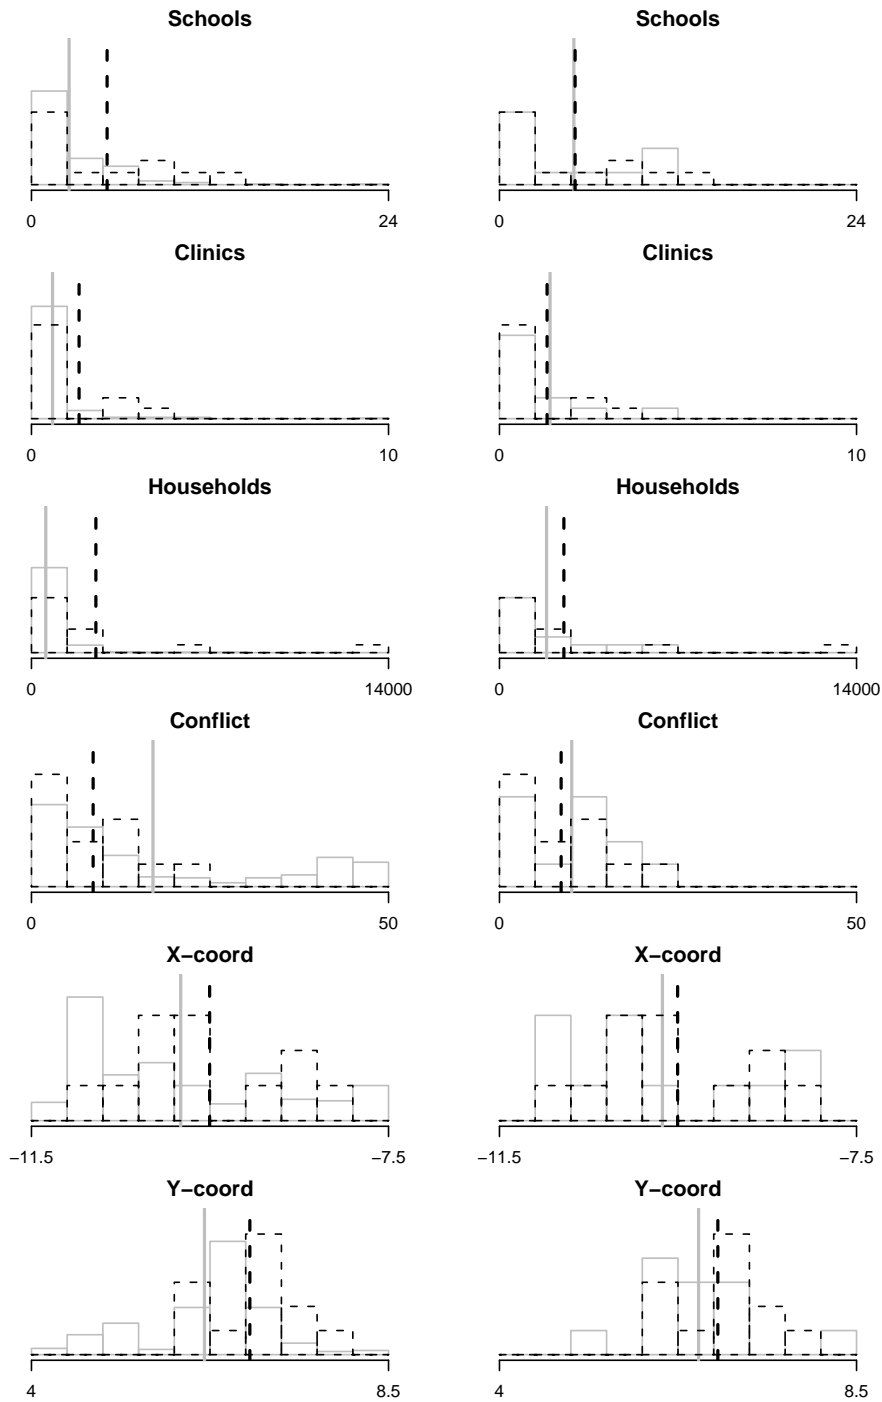 Schools Schools
0 24 0 24
Clinics Clinics
0 10 0 10
Households Households
0 14000 0 14000
Conflict Conflict
0 50 0 50
X−coord X−coord
−11.5 −7.5 −11.5 −7.5
Y−coord Y−coord
4 8.5 4 8.5